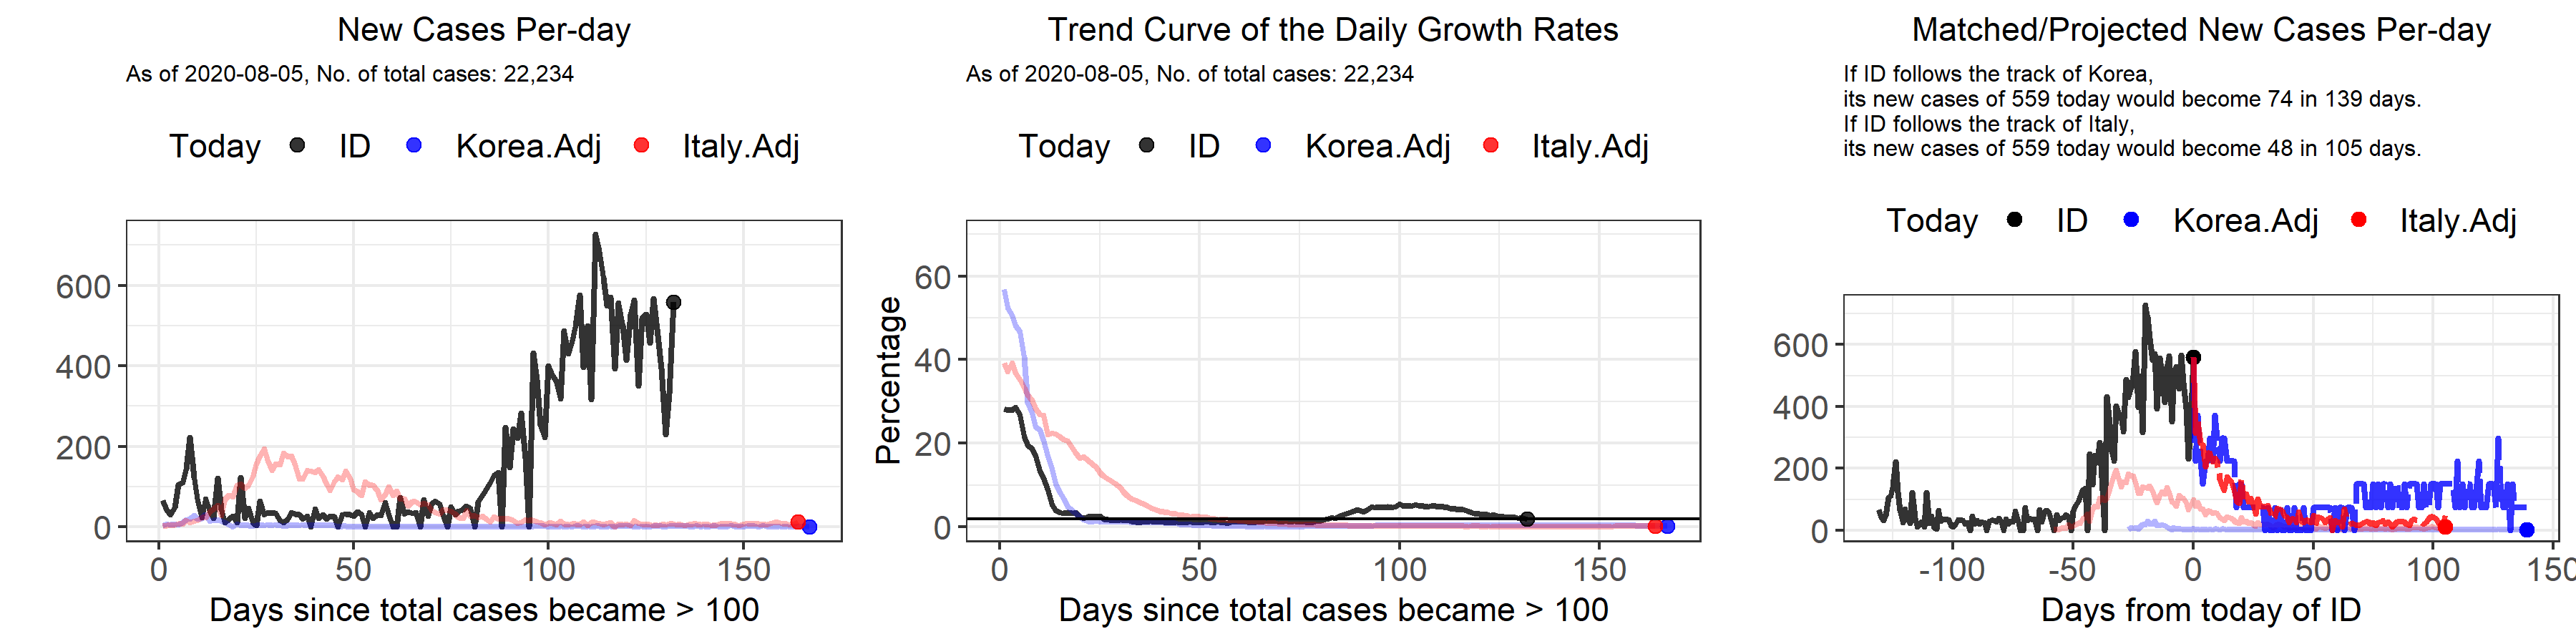 New Cases Per-day
As of 2020-08-05, No. of total cases: 22,234
Today ID Korea.Adj Italy.Adj
600
400
200
0
0 50 100 150
Days since total cases became > 100
Trend Curve of the Daily Growth Rates
As of 2020-08-05, No. of total cases: 22,234
Today ID Korea.Adj Italy.Adj
Percentage
60
40
20
0
0 50 100 150
Days since total cases became > 100
Matched/Projected New Cases Per-day
If ID follows the track of Korea,
its new cases of 559 today would become 74 in 139 days.
If ID follows the track of Italy,
its new cases of 559 today would become 48 in 105 days.
Today ID Korea.Adj Italy.Adj
600
400
200
0
-100 -50 0 50 100 150
Days from today of ID